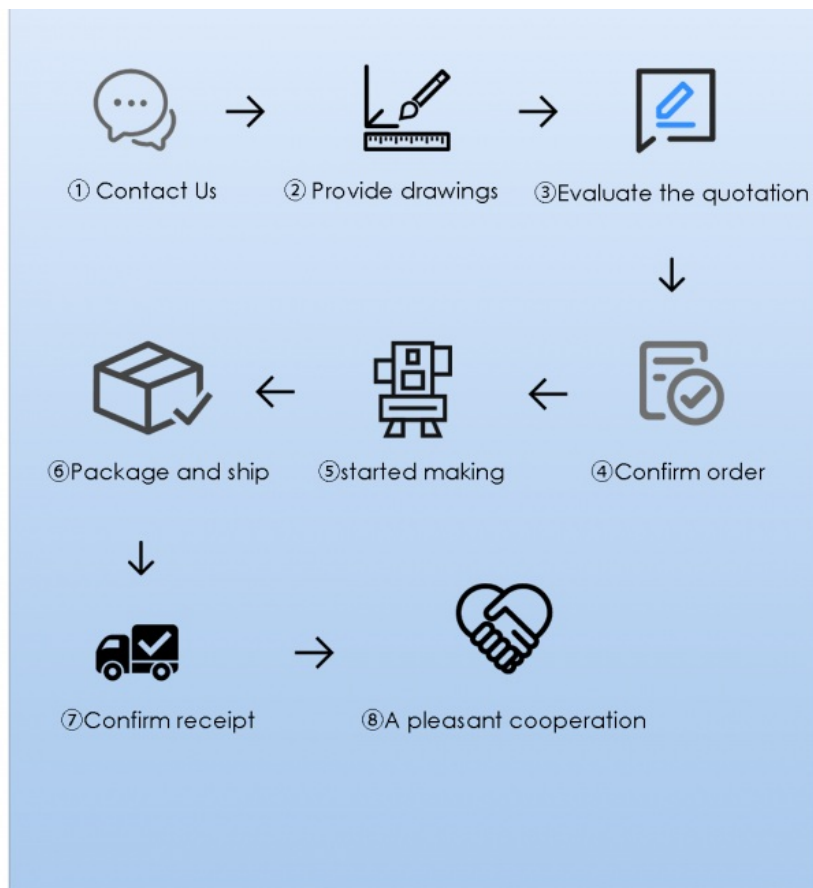 ① Contact Us
② Provide drawings
③Evaluate the quotation
④Confirm order
⑤started making
⑥Package and ship
⑦Confirm receipt
⑧A pleasant cooperation